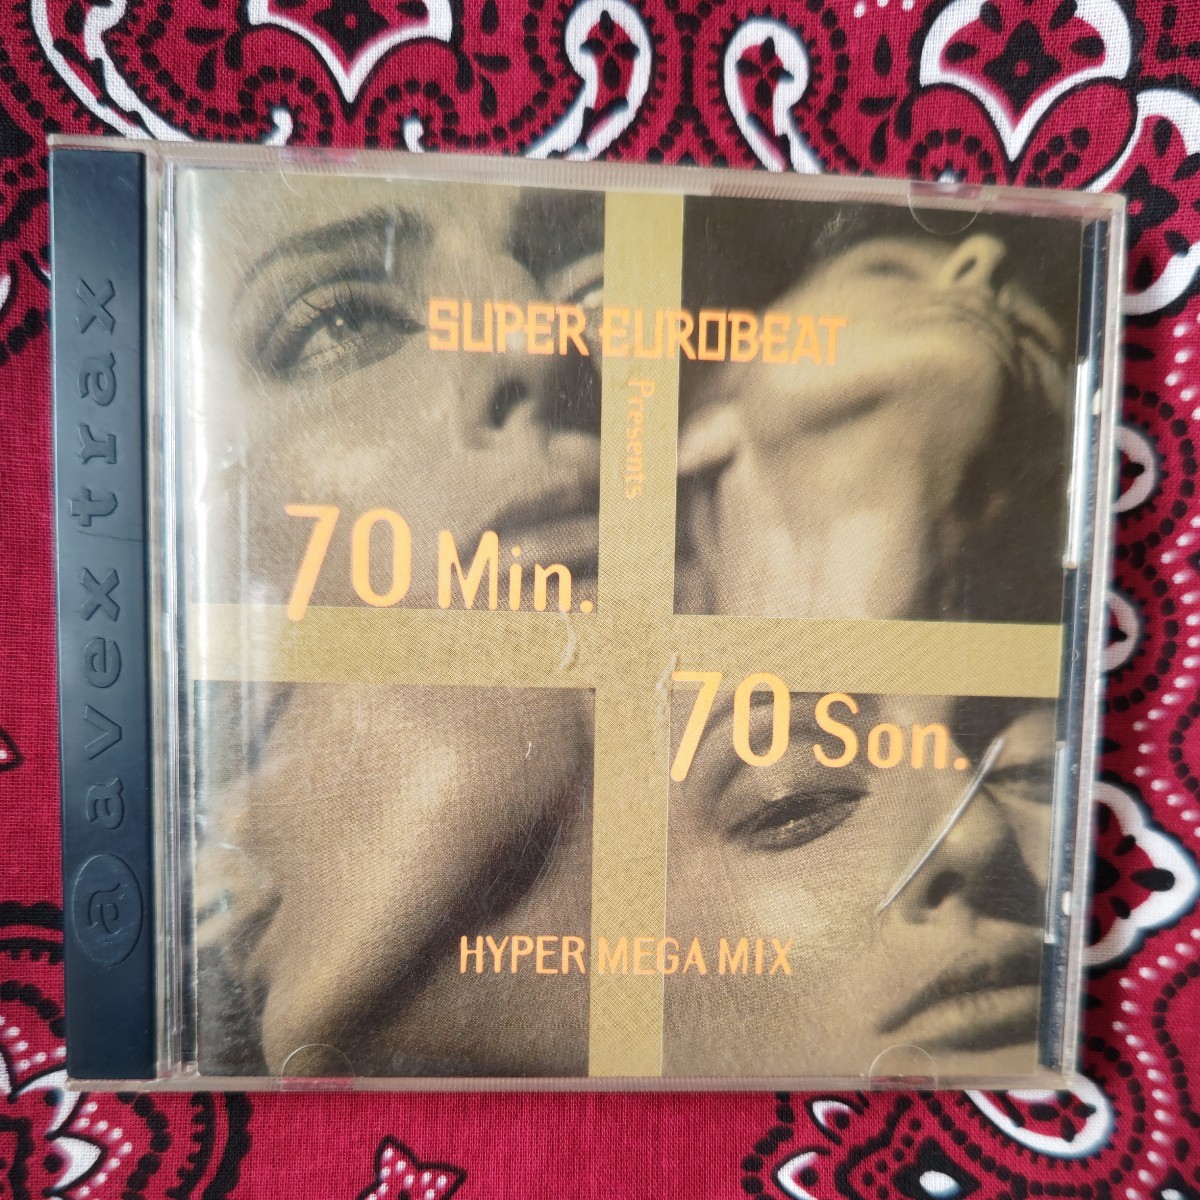 SUPER EUROBEAT
Presents
70 Min.
70 Son.
HYPER MEGA MIX
a avex trax